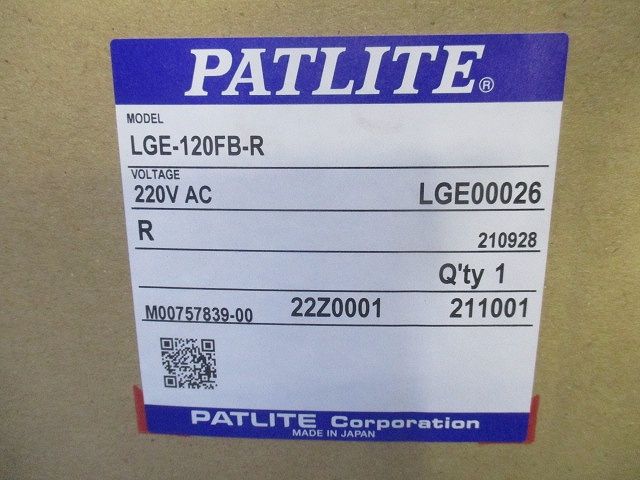 PATLITE®
MODEL
LGE-120FB-R
VOLTAGE
220V AC LGE00026
R 210928
Q'ty 1
M00757839-00 22Z0001 211001
PATLITE Corporation
MADE IN JAPAN